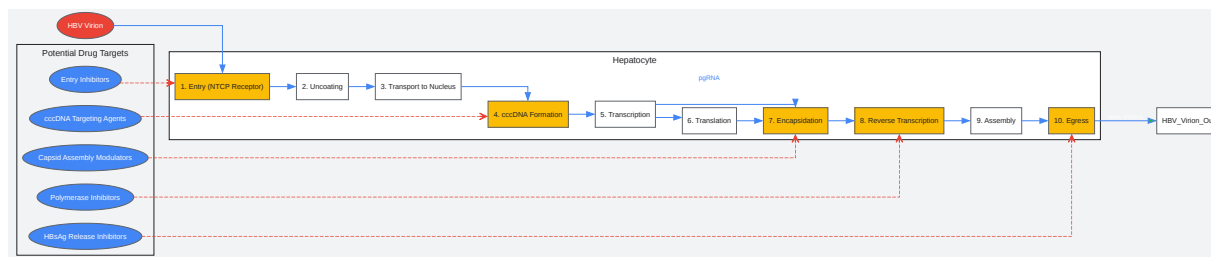 HBV Virion
Potential Drug Targets
Entry Inhibitors
cccDNA Targeting Agents
Capsid Assembly Modulators
Polymerase Inhibitors
HBsAg Release Inhibitors
Hepatocyte
pgRNA
1. Entry (NTCP Receptor)
2. Uncoating
3. Transport to Nucleus
4. cccDNA Formation
5. Transcription
6. Translation
7. Encapsidation
8. Reverse Transcription
9. Assembly
10. Egress
HBV_Virion_Ou